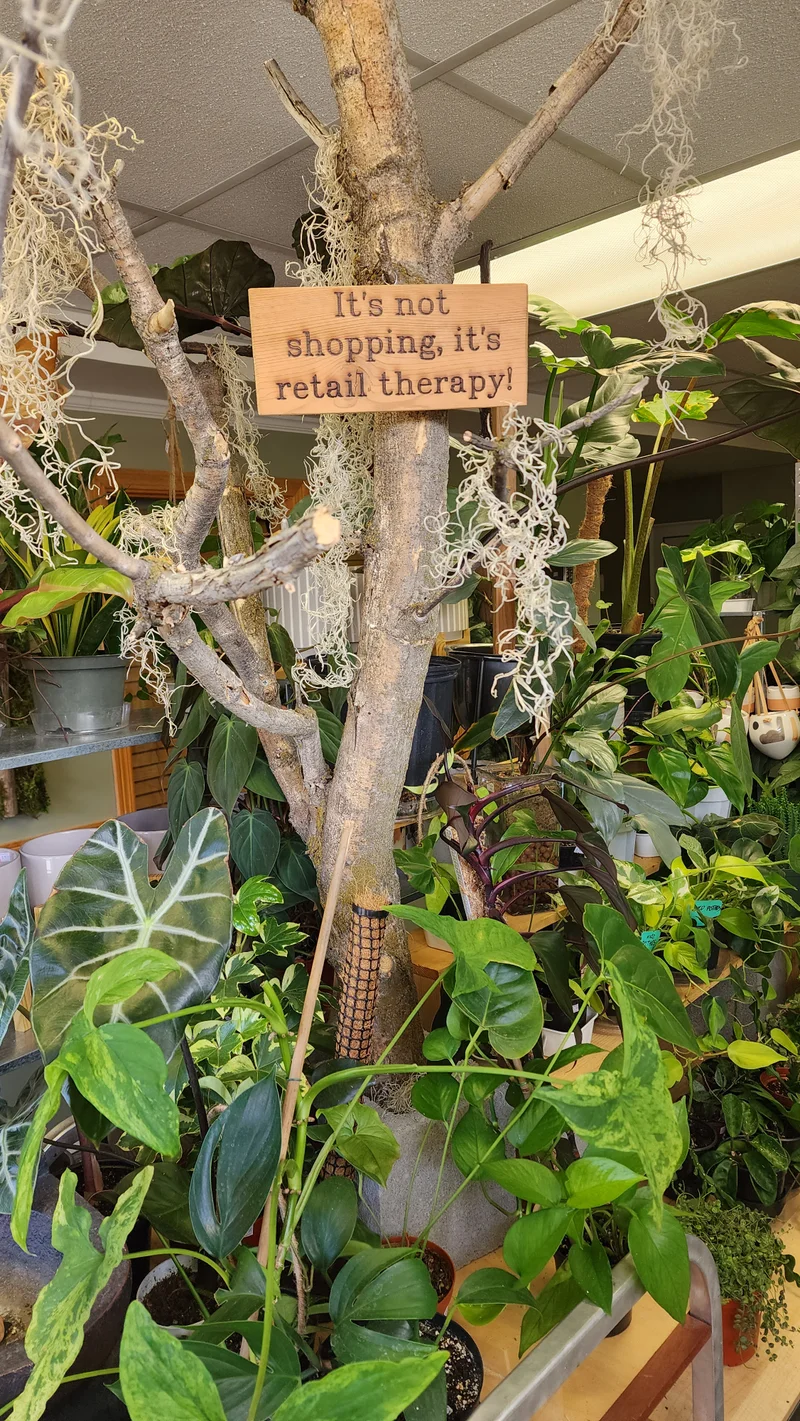 It's not
shopping, it's
retail therapy!